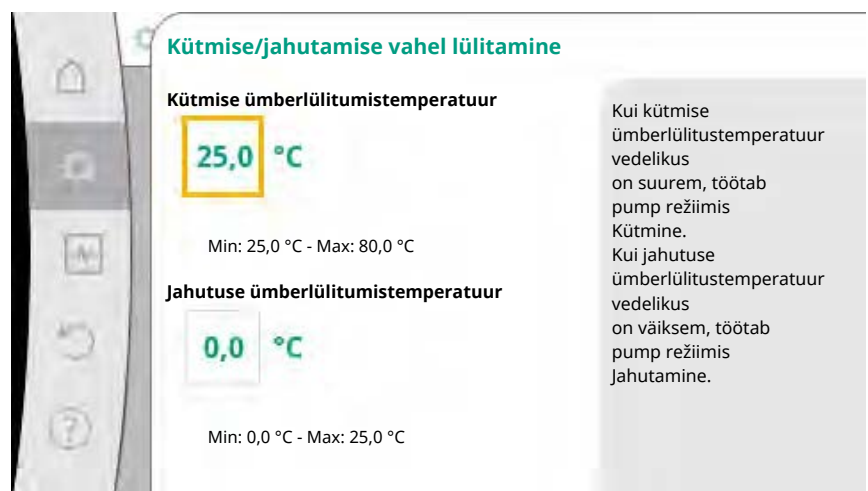 Kütmise/jahutamise vahel lülitamine
Kütmise ümberlülitumistemperatuur
25,0 °C
Min: 25,0 °C - Max: 80,0 °C
Jahutuse ümberlülitumistemperatuur
0,0 °C
Min: 0,0 °C - Max: 25,0 °C
Kui kütmise
ümberlülitustemperatuur
vedelikus
on suurem, töötab
pump režiimis
Kütmine.
Kui jahutuse
ümberlülitustemperatuur
vedelikus
on väiksem, töötab
pump režiimis
Jahutamine.